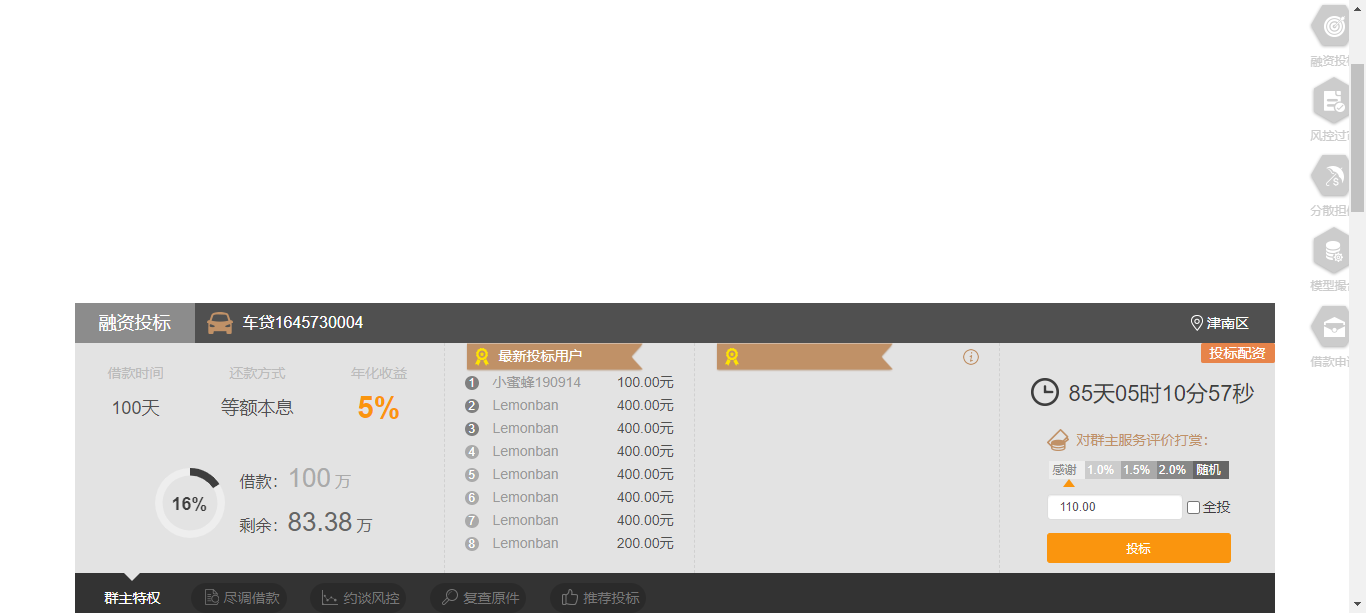 融资投标 车贷1645730004 津南区
借款时间 还款方式 年化收益
100天 等额本息 5%
16%
借款: 100 万
剩余: 83.38 万
最新投标用户
1 小蜜蜂190914 100.00元
2 Lemonban 400.00元
3 Lemonban 400.00元
4 Lemonban 400.00元
5 Lemonban 400.00元
6 Lemonban 400.00元
7 Lemonban 400.00元
8 Lemonban 200.00元
投标配资
85天05时10分57秒
对群主服务评价打赏:
感谢 1.0% 1.5% 2.0% 随机
110.00 全投
投标
群主特权 尽调借款 约谈风控 复查原件 推荐投标
融资投
风控过
分散担
模型撮
借款申